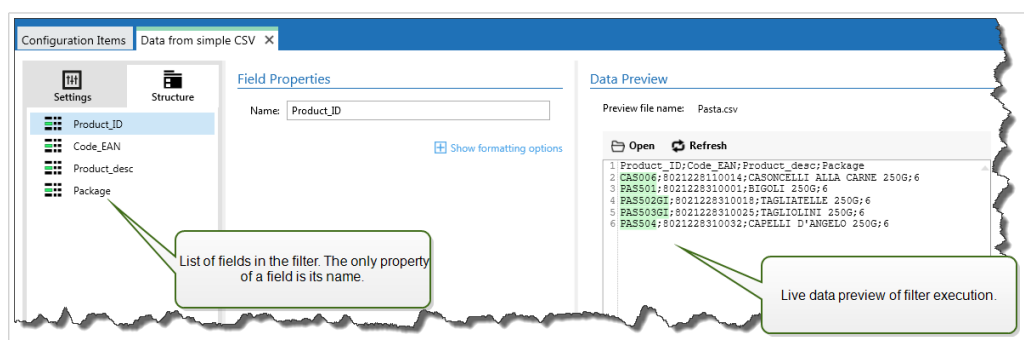 Configuration Items
Data from simple CSV ✕
Settings
Structure
Product_ID
Code_EAN
Product_desc
Package
Field Properties
Name: Product_ID
Show formatting options
Data Preview
Preview file name: Pasta.csv
Open Refresh
1 Product_ID;Code_EAN;Product_desc;Package
2 CAS006;8021228110014;CASONCELLI ALLA CARNE 250G;6
3 PAS501;8021228310001;BIGOLI 250G;6
4 PAS502GI;8021228310018;TAGLIATELLE 250G;6
5 PAS503GI;8021228310025;TAGLIOLINI 250G;6
6 PAS504;8021228310032;CAPELLI D'ANGELO 250G;6
List of fields in the filter. The only property
of a field is its name.
Live data preview of filter execution.